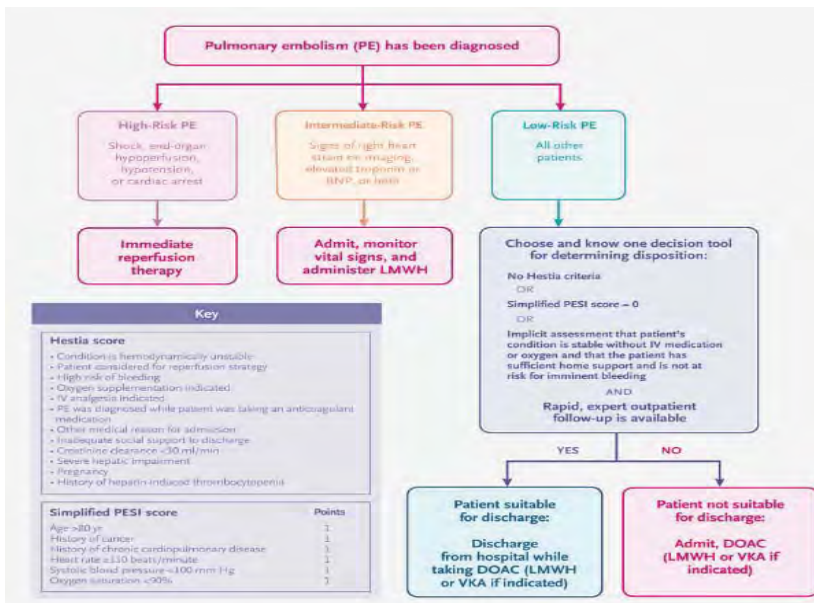 Pulmonary embolism (PE) has been diagnosed
High-Risk PE
Shock, end-organ
hypoperfusion,
hypotension,
or cardiac arrest
Intermediate-Risk PE
Signs of right heart
strain on imaging,
elevated troponin or
BNP, or both
Low-Risk PE
All other
patients
Immediate
reperfusion
therapy
Admit, monitor
vital signs, and
administer LMWH
Choose and know one decision tool
for determining disposition:
No Hestia criteria
OR
Simplified PESI score = 0
OR
Implicit assessment that patient's
condition is stable without IV medication
or oxygen and that the patient has
sufficient home support and is not at
risk for imminent bleeding
AND
Rapid, expert outpatient
follow-up is available
YES
NO
Patient suitable
for discharge:
Discharge
from hospital while
taking DOAC (LMWH
or VKA if indicated)
Patient not suitable
for discharge:
Admit, DOAC
(LMWH or VKA if
indicated)
Key
Hestia score
• Condition is hemodynamically unstable
• Patient considered for reperfusion strategy
• High risk of bleeding
• Oxygen supplementation indicated
• IV analgesia indicated
• PE was diagnosed while patient was taking an anticoagulant
medication
• Other medical reason for admission
• Inadequate social support to discharge
• Creatinine clearance <30 ml/min
• Severe hepatic impairment
• Pregnancy
• History of heparin-induced thrombocytopenia
Simplified PESI score Points
Age >80 yr 1
History of cancer 1
History of chronic cardiopulmonary disease 1
Heart rate ≥110 beats/minute 1
Systolic blood pressure <100 mm Hg 1
Oxygen saturation <90% 1